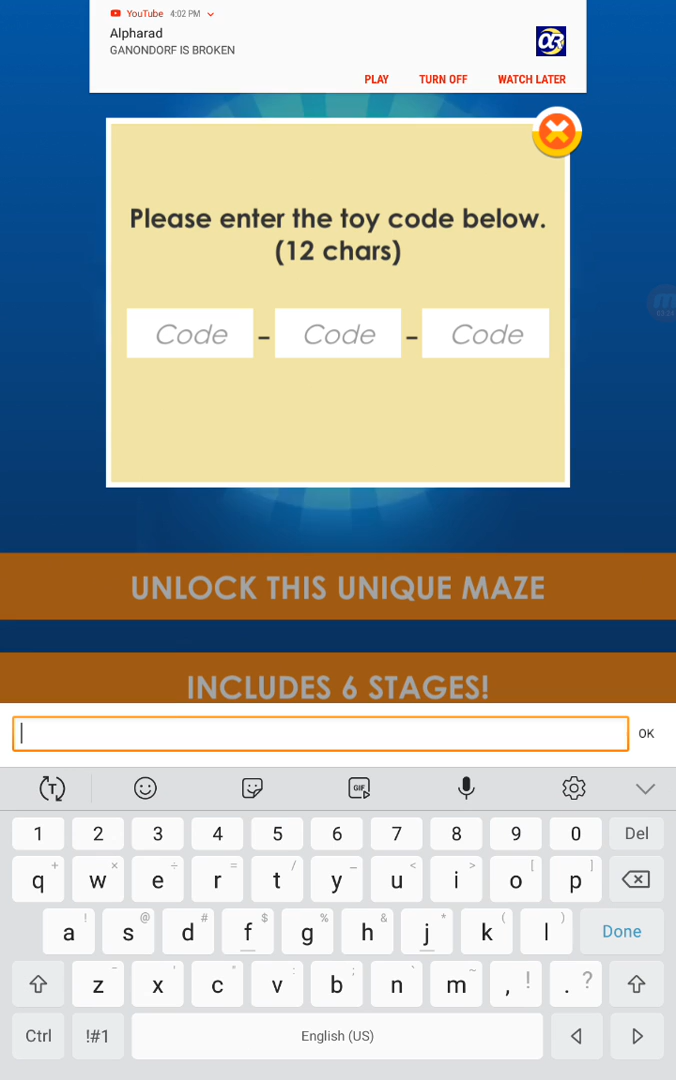 YouTube 4:02 PM
Alpharad
GANONDORF IS BROKEN
PLAY TURN OFF WATCH LATER
Please enter the toy code below.
(12 chars)
Code - Code - Code
UNLOCK THIS UNIQUE MAZE
INCLUDES 6 STAGES!
OK
T GIF
1 2 3 4 5 6 7 8 9 0 Del
q + w × e ÷ r = t / y _ u < i > o [ p ]
a ! s @ d # f $ g % h & j * k ( l ) Done
z - x ' c " v : b ; n ` m ~ , ! . ?
Ctrl !#1 English (US)